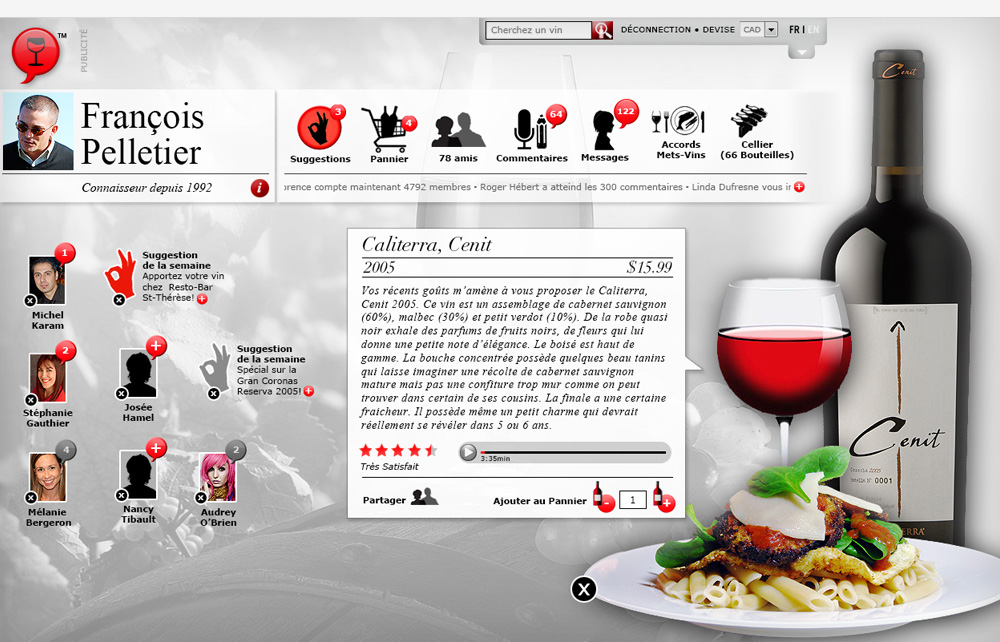 TM
PUBLICITÉ
Cherchez un vin
DÉCONNECTION • DEVISE CAD FR | EN
François
Pelletier
Connaisseur depuis 1992
i
3
Suggestions
4
Pannier
78 amis
64
Commentaires
122
Messages
Accords
Mets-Vins
Cellier
(66 Bouteilles)
orence compte maintenant 4792 membres • Roger Hébert a atteind les 300 commentaires • Linda Dufresne vous in
1
Michel
Karam
Suggestion
de la semaine
Apportez votre vin
chez Resto-Bar
St-Thérèse!
2
Stéphanie
Gauthier
Josée
Hamel
Suggestion
de la semaine
Spécial sur la
Gran Coronas
Reserva 2005!
4
Mélanie
Bergeron
Nancy
Tibault
2
Audrey
O'Brien
Caliterra, Cenit
2005 $15.99
Vos récents goûts m'amène à vous proposer le Caliterra,
Cenit 2005. Ce vin est un assemblage de cabernet sauvignon
(60%), malbec (30%) et petit verdot (10%). De la robe quasi
noir exhale des parfums de fruits noirs, de fleurs qui lui
donne une petite note d'élégance. Le boisé est haut de
gamme. La bouche concentrée possède quelques beau tanins
qui laisse imaginer une récolte de cabernet sauvignon
mature mais pas une confiture trop mur comme on peut
trouver dans certain de ses cousins. La finale a une certaine
fraicheur. Il possède même un petit charme qui devrait
réellement se révéler dans 5 ou 6 ans.
Très Satisfait
3:35min
Partager
Ajouter au Pannier - 1 +
X
Cenit
Cenit
0001